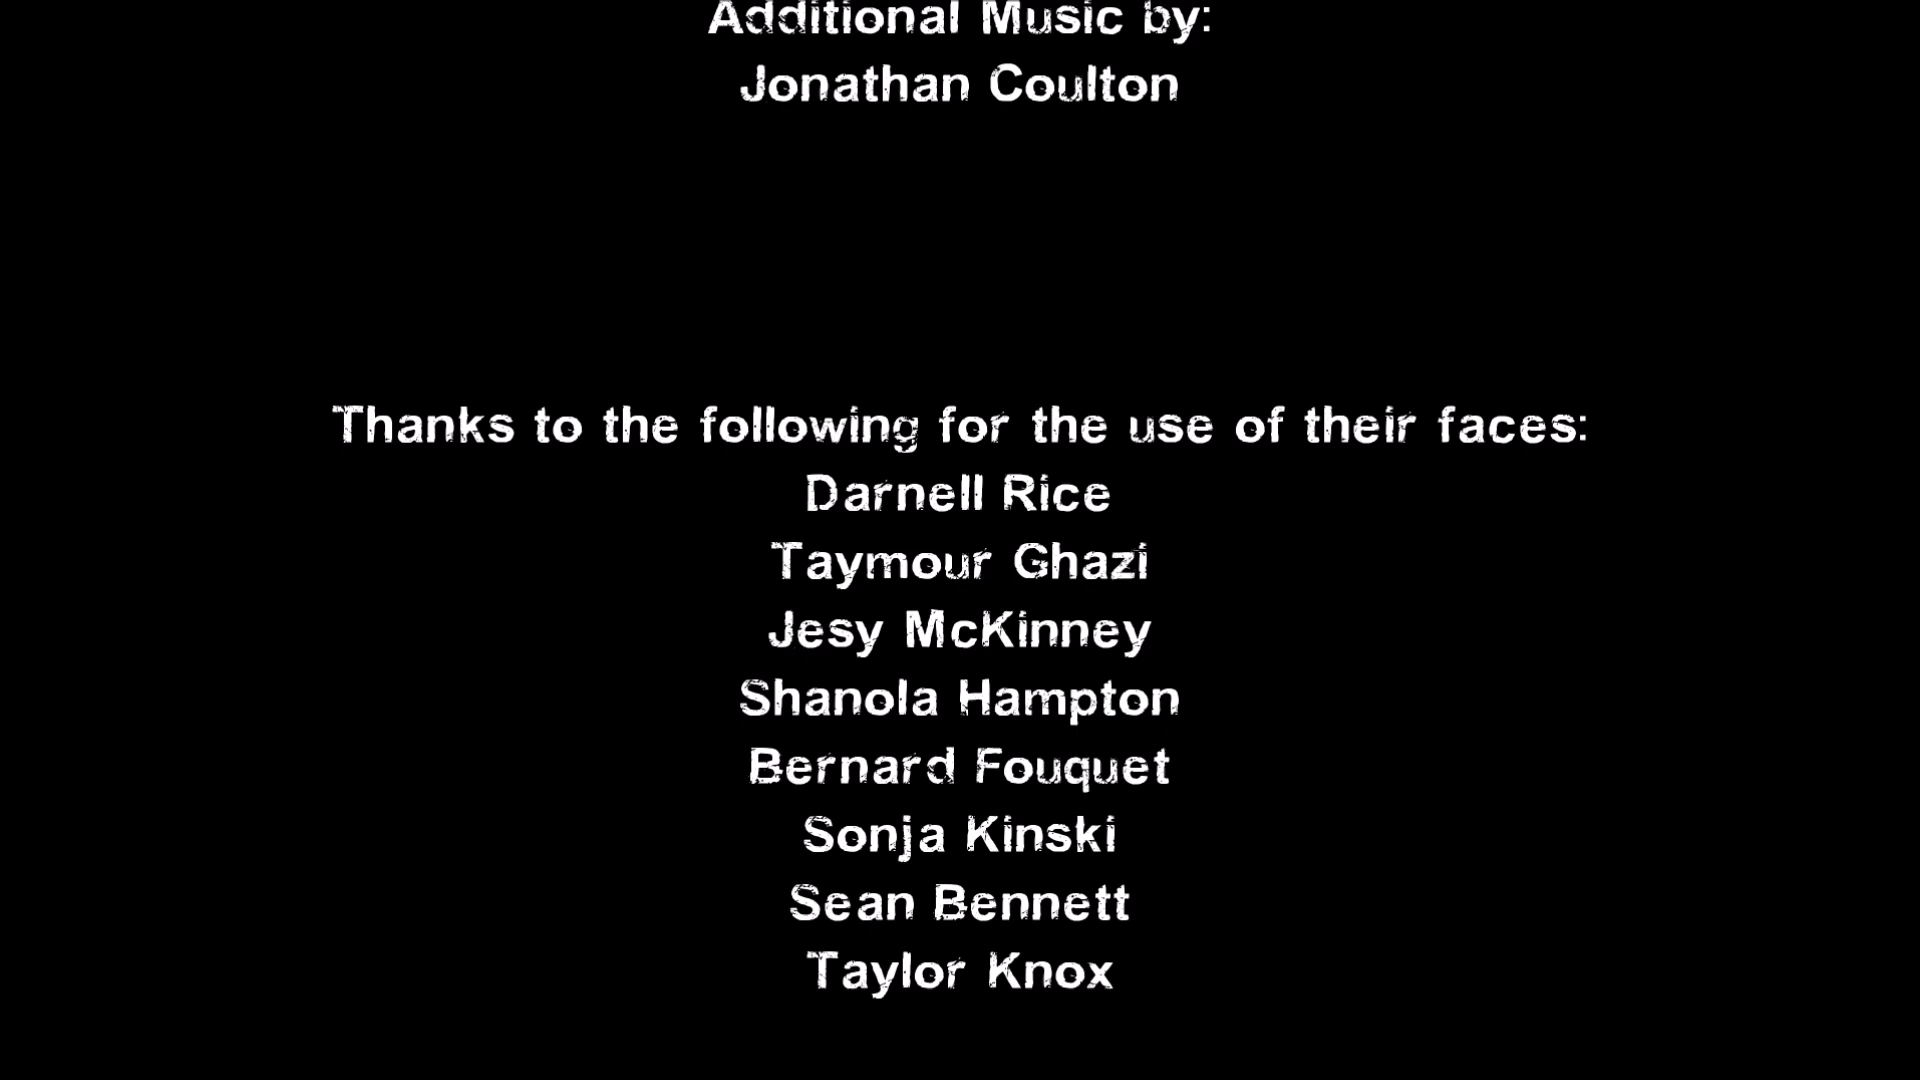 Additional Music by:
Jonathan Coulton
Thanks to the following for the use of their faces:
Darnell Rice
Taymour Ghazi
Jesy McKinney
Shanola Hampton
Bernard Fouquet
Sonja Kinski
Sean Bennett
Taylor Knox